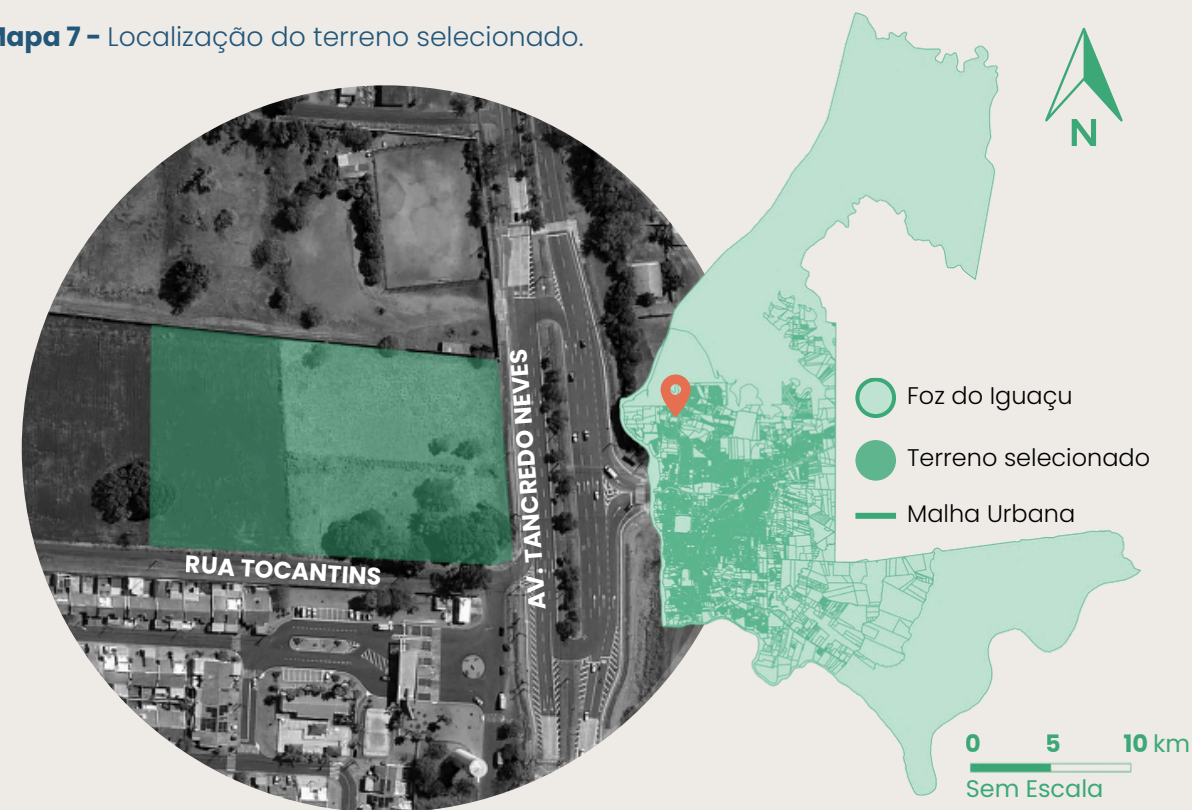 Mapa 7 - Localização do terreno selecionado.
N
AV. TANCREDO NEVES
RUA TOCANTINS
Foz do Iguaçu
Terreno selecionado
Malha Urbana
0 5 10 km
Sem Escala